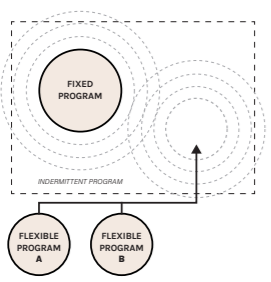 FIXED
PROGRAM
INDERMITTENT PROGRAM
FLEXIBLE
PROGRAM
A
FLEXIBLE
PROGRAM
B